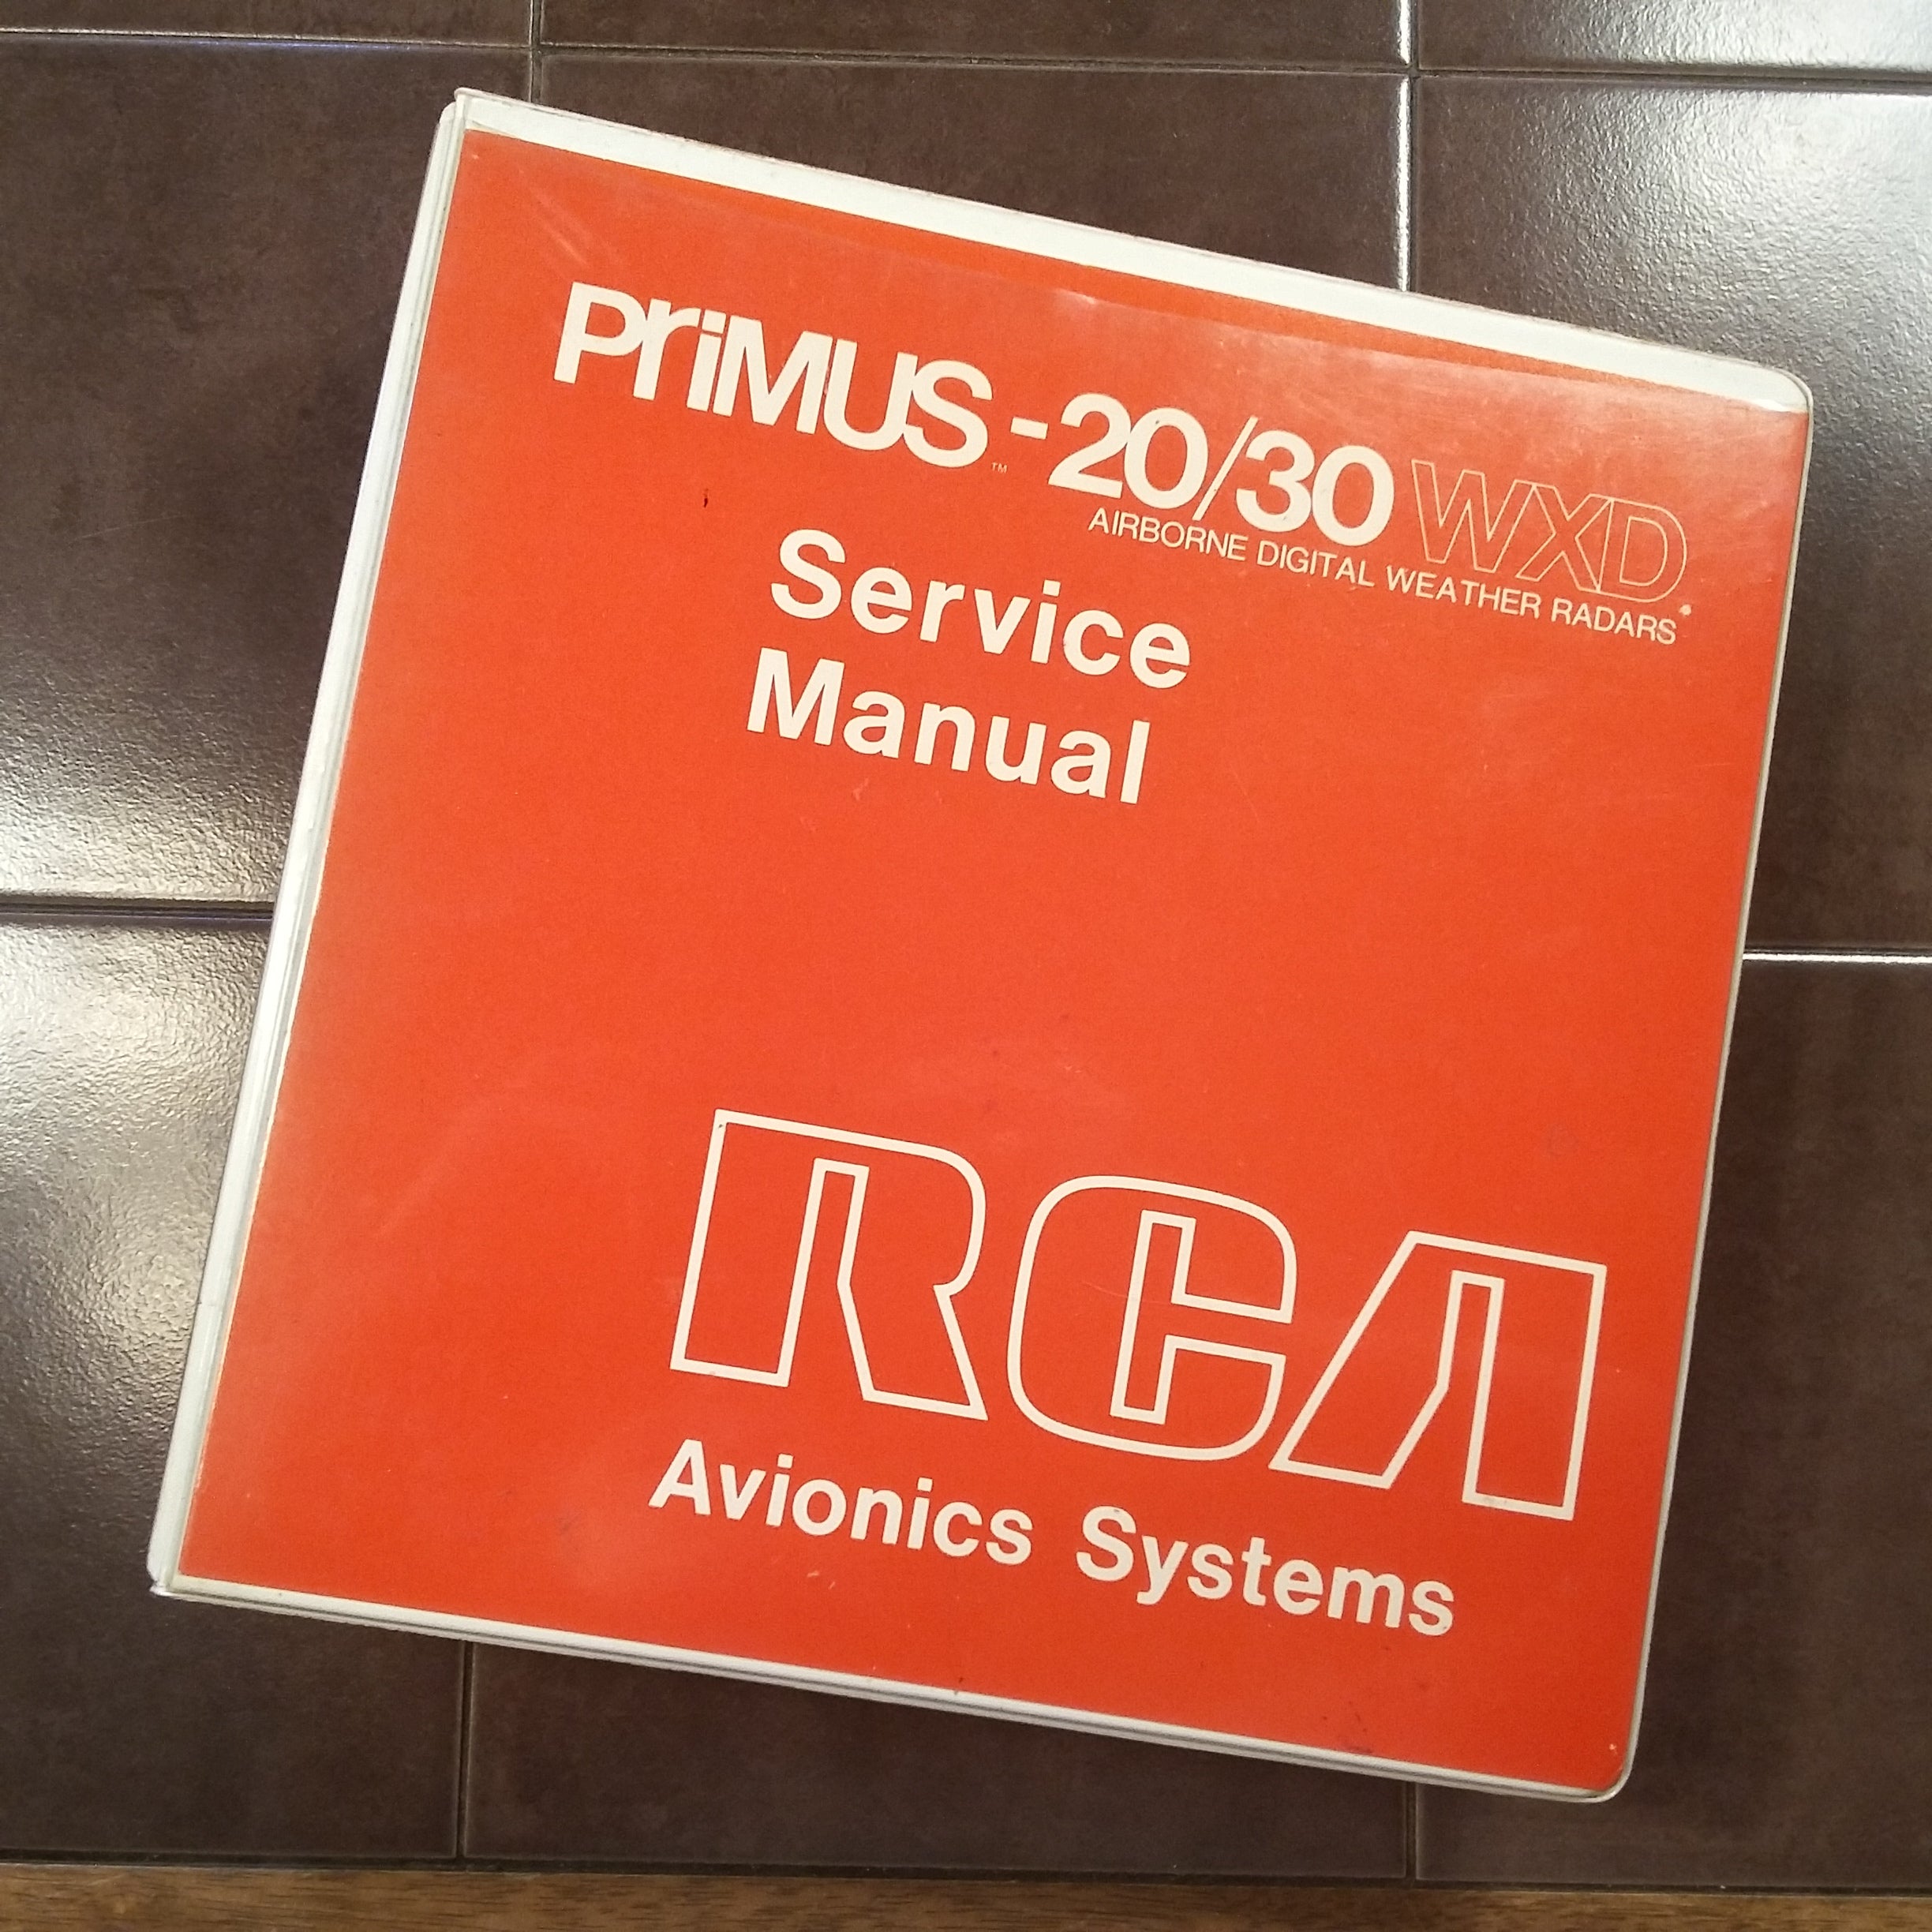 PriMUS™-20/30 WXD
AIRBORNE DIGITAL WEATHER RADARS
Service
Manual
RCA
Avionics Systems